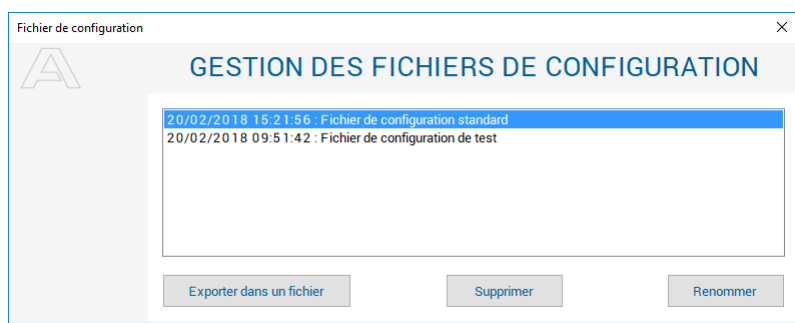 Fichier de configuration
GESTION DES FICHIERS DE CONFIGURATION
20/02/2018 15:21:56 : Fichier de configuration standard
20/02/2018 09:51:42 : Fichier de configuration de test
Exporter dans un fichier
Supprimer
Renommer